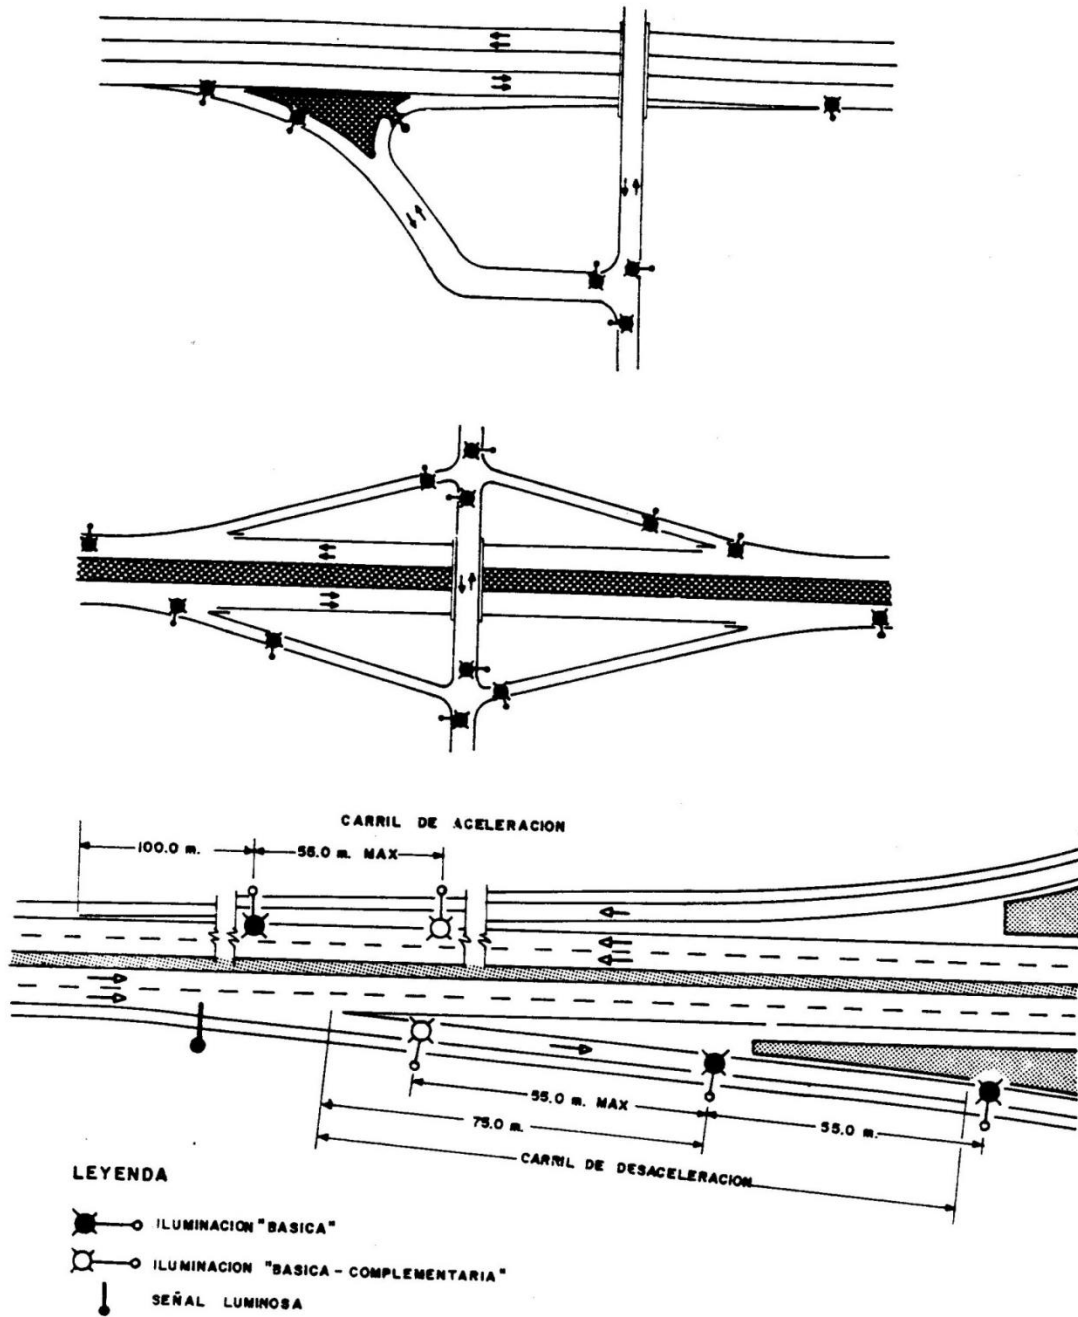 CARRIL DE ACELERACION
100.0 m.
55.0 m. MAX
55.0 m. MAX
75.0 m.
55.0 m.
CARRIL DE DESACELERACION
LEYENDA
ILUMINACION "BASICA"
ILUMINACION "BASICA - COMPLEMENTARIA"
SEÑAL LUMINOSA